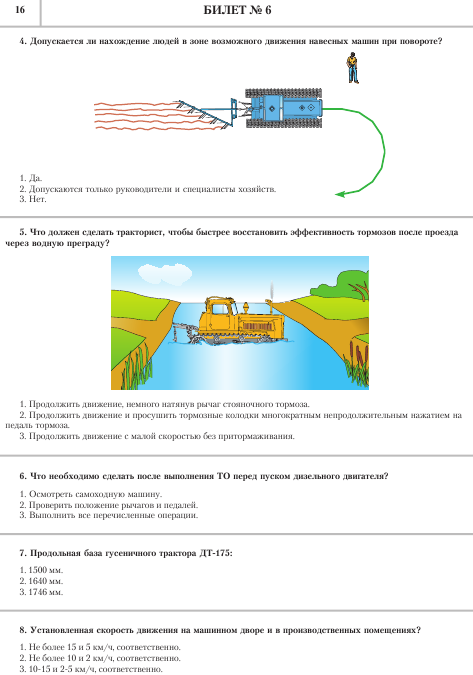 16
БИЛЕТ № 6
4. Допускается ли нахождение людей в зоне возможного движения навесных машин при повороте?
1. Да.
2. Допускаются только руководители и специалисты хозяйств.
3. Нет.
5. Что должен сделать тракторист, чтобы быстрее восстановить эффективность тормозов после проезда
через водную преграду?
1. Продолжить движение, немного натянув рычаг стояночного тормоза.
2. Продолжить движение и просушить тормозные колодки многократным непродолжительным нажатием на
педаль тормоза.
3. Продолжить движение с малой скоростью без притормаживания.
6. Что необходимо сделать после выполнения ТО перед пуском дизельного двигателя?
1. Осмотреть самоходную машину.
2. Проверить положение рычагов и педалей.
3. Выполнить все перечисленные операции.
7. Продольная база гусеничного трактора ДТ-175:
1. 1500 мм.
2. 1640 мм.
3. 1746 мм.
8. Установленная скорость движения на машинном дворе и в производственных помещениях?
1. Не более 15 и 5 км/ч, соответственно.
2. Не более 10 и 2 км/ч, соответственно.
3. 10-15 и 2-5 км/ч, соответственно.